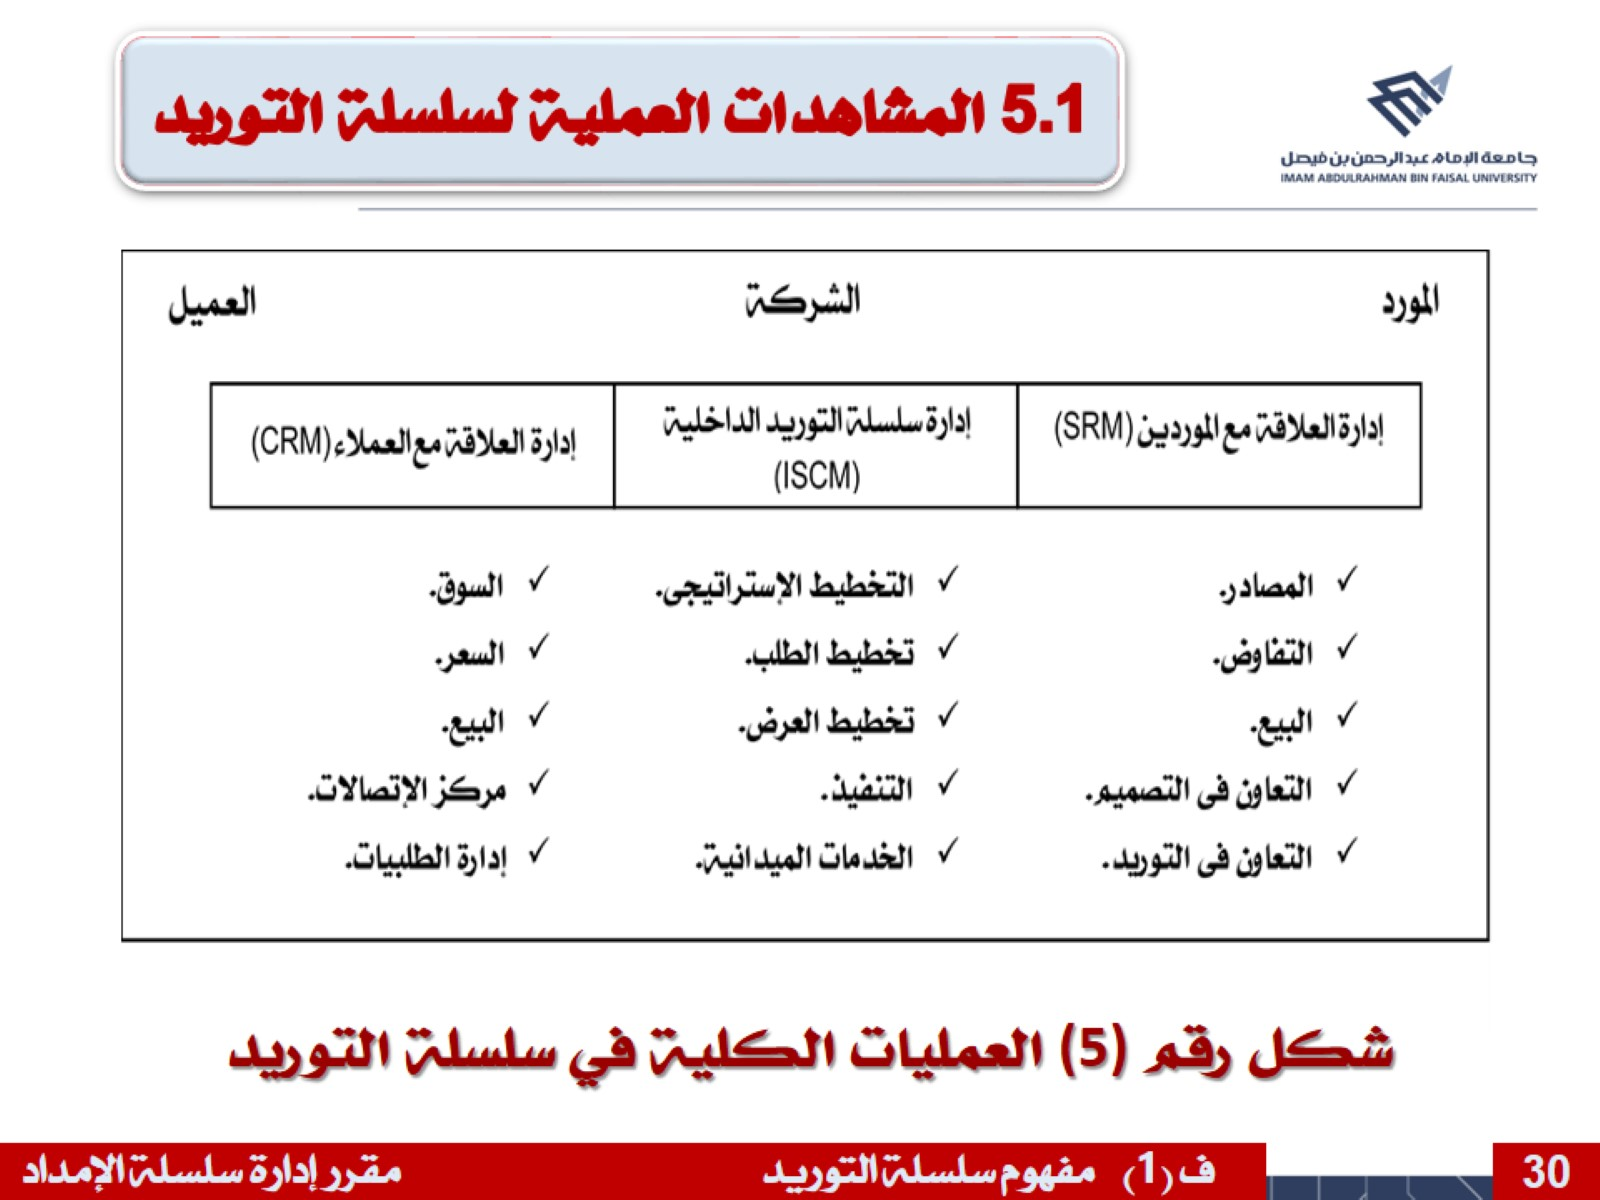 5.1 المشاهدات العملية لسلسلة التوريد
جامعة الإمام عبدالرحمن بن فيصل
IMAM ABDULRAHMAN BIN FAISAL UNIVERSITY
المورد الشركة العميل
إدارة العلاقة مع الموردين (SRM)
إدارة سلسلة التوريد الداخلية
(ISCM)
إدارة العلاقة مع العملاء (CRM)
✓ المصادر.
✓ التفاوض.
✓ البيع.
✓ التعاون فى التصميم.
✓ التعاون فى التوريد.
✓ التخطيط الإستراتيجى.
✓ تخطيط الطلب.
✓ تخطيط العرض.
✓ التنفيذ.
✓ الخدمات الميدانية.
✓ السوق.
✓ السعر.
✓ البيع.
✓ مركز الإتصالات.
✓ إدارة الطلبيات.
شكل رقم (5) العمليات الكلية في سلسلة التوريد
30 ف (1) مفهوم سلسلة التوريد مقرر إدارة سلسلة الإمداد